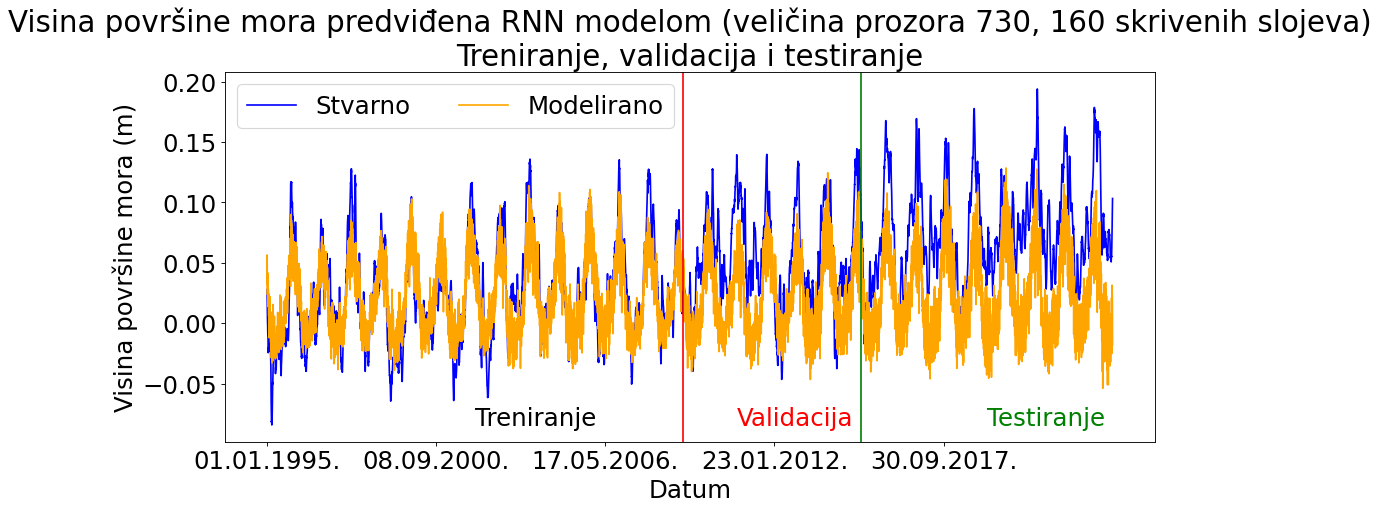 Visina površine mora predviđena RNN modelom (veličina prozora 730, 160 skrivenih slojeva)
Treniranje, validacija i testiranje
Stvarno Modelirano
Visina površine mora (m)
0.20
0.15
0.10
0.05
0.00
−0.05
Treniranje Validacija Testiranje
01.01.1995. 08.09.2000. 17.05.2006. 23.01.2012. 30.09.2017.
Datum